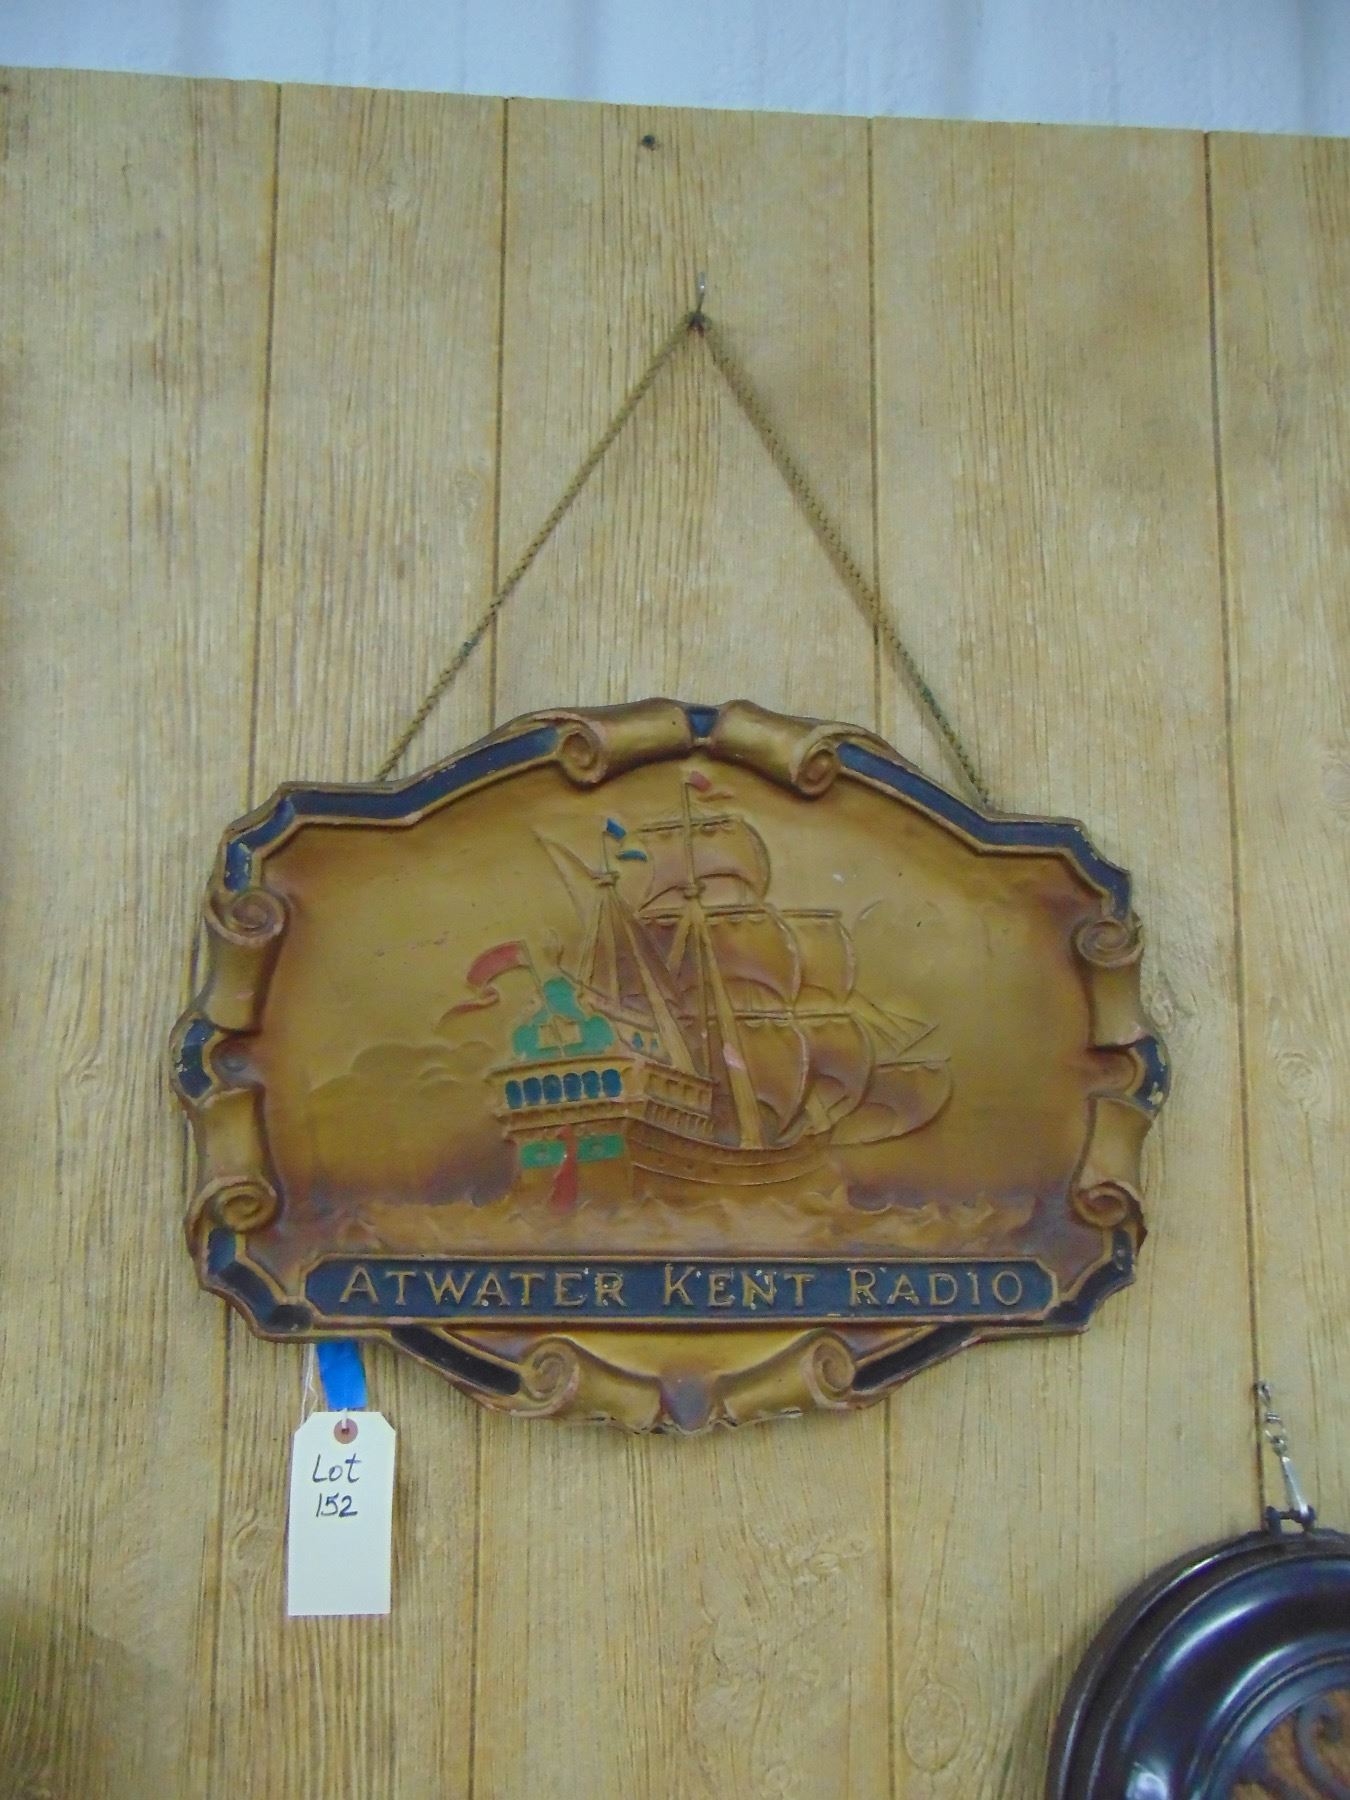 ATWATER KENT RADIO
Lot
152